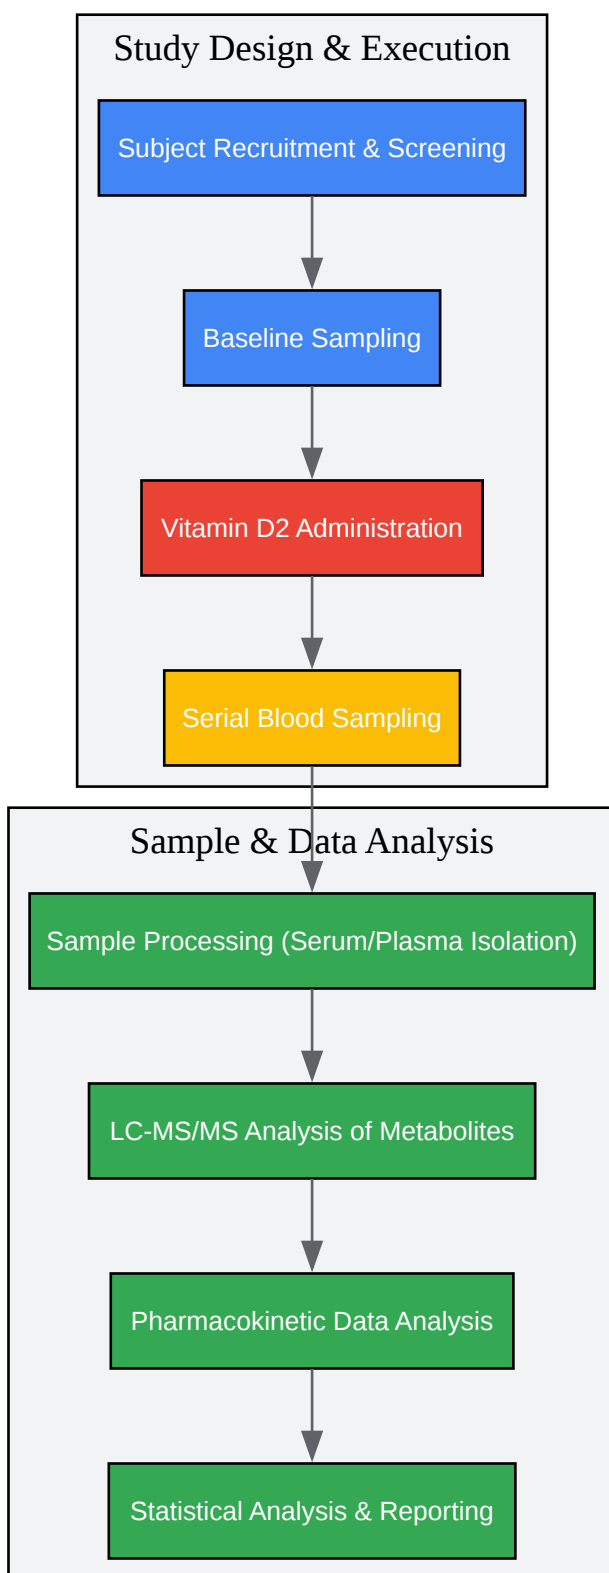 Study Design & Execution
Subject Recruitment & Screening
Baseline Sampling
Vitamin D2 Administration
Serial Blood Sampling
Sample & Data Analysis
Sample Processing (Serum/Plasma Isolation)
LC-MS/MS Analysis of Metabolites
Pharmacokinetic Data Analysis
Statistical Analysis & Reporting